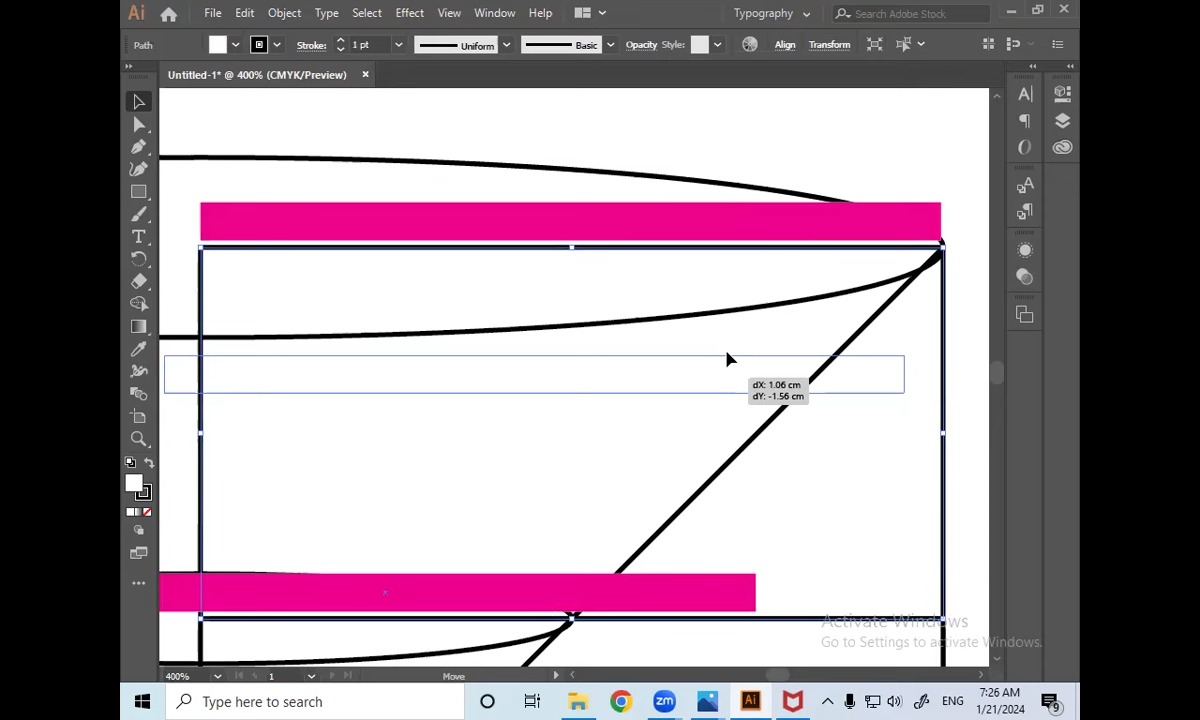 Ai File Edit Object Type Select Effect View Window Help Typography Search Adobe Stock
Path Stroke: 1 pt Uniform Basic Opacity Style: Align Transform
Untitled-1* @ 400% (CMYK/Preview) ×
dX: 1.06 cm
dY: -1.56 cm
Activate Windows
Go to Settings to activate Windows.
400% 1 Move
Type here to search zm Ai ENG 7:26 AM
1/21/2024 9